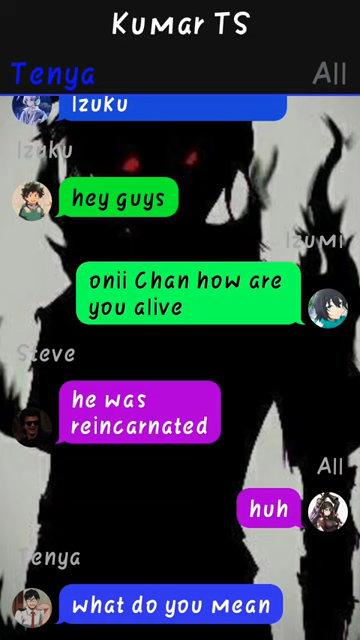 Kumar TS
Tenya
All
Izuku
Izuku
hey guys
Izumi
onii Chan how are
you alive
Steve
he was
reincarnated
All
huh
Tenya
what do you mean